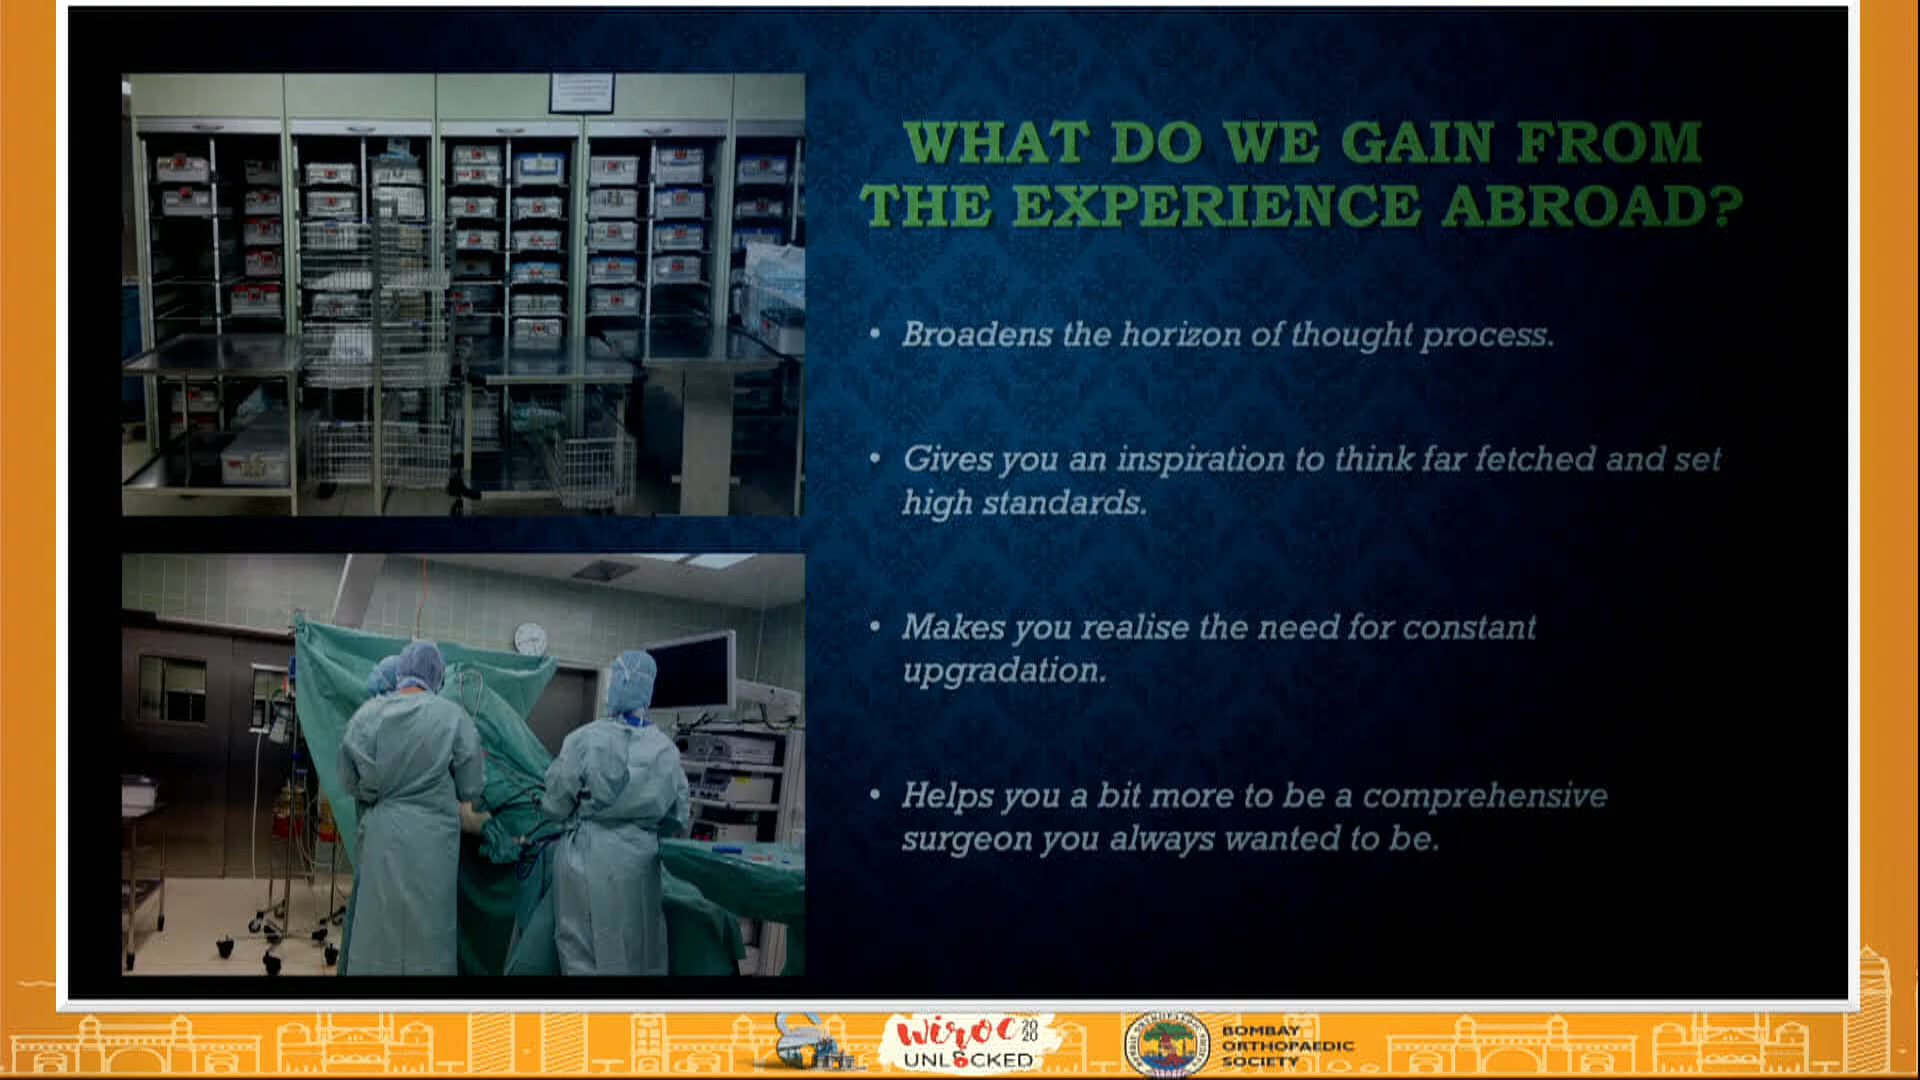 WHAT DO WE GAIN FROM
THE EXPERIENCE ABROAD?
• Broadens the horizon of thought process.
• Gives you an inspiration to think far fetched and set
high standards.
• Makes you realise the need for constant
upgradation.
• Helps you a bit more to be a comprehensive
surgeon you always wanted to be.
WIROC 2020
UNLOCKED
BOMBAY
ORTHOPAEDIC
SOCIETY